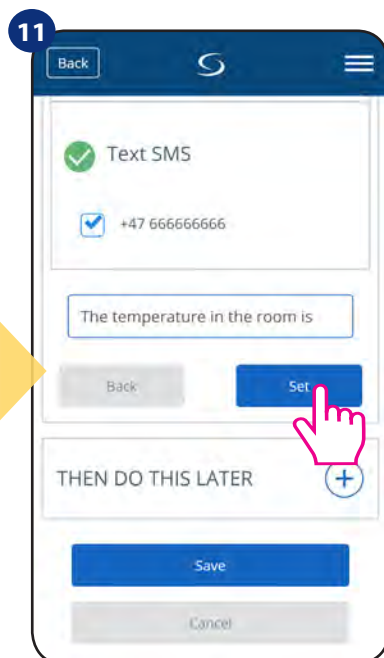 11
Back
Text SMS
+47 666666666
The temperature in the room is
Back Set
THEN DO THIS LATER
Save
Cancel